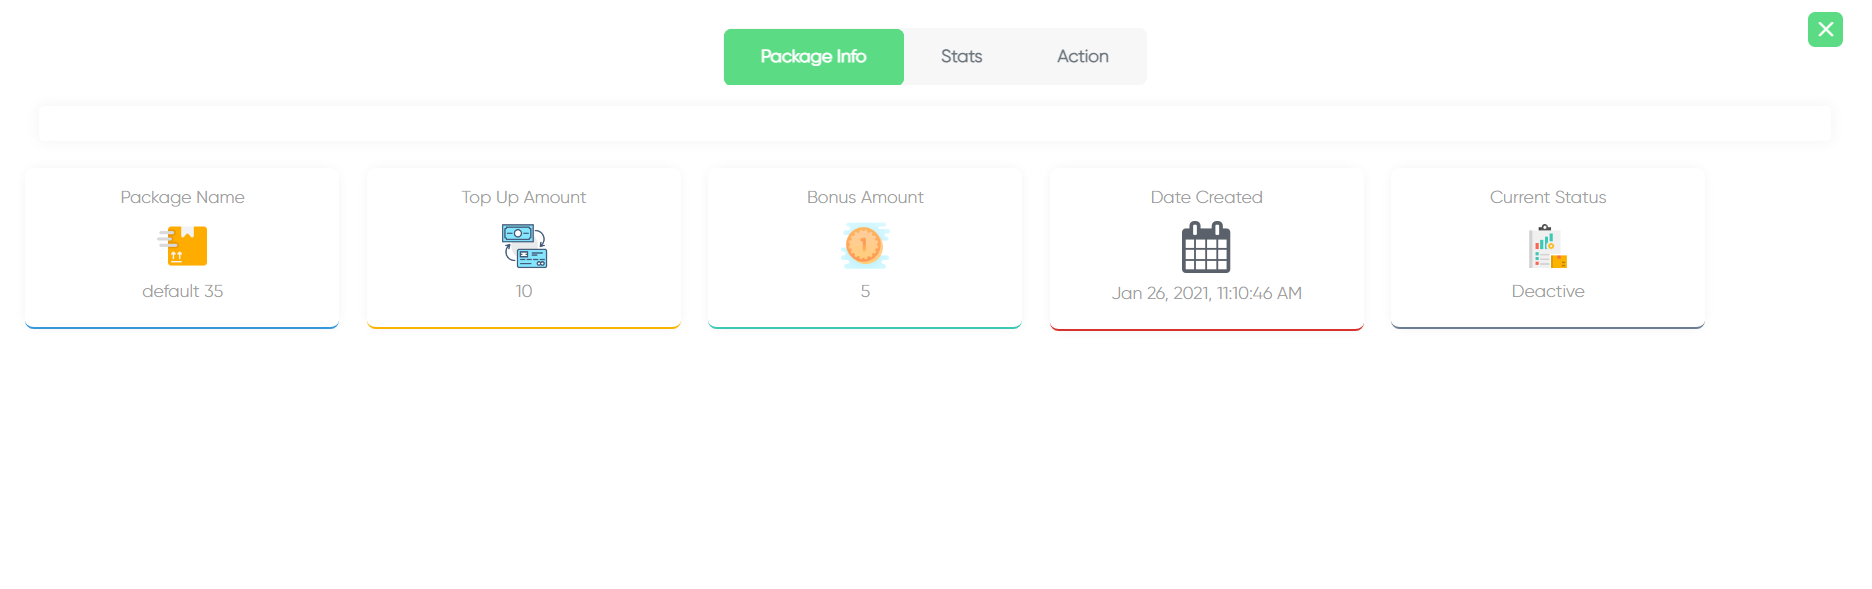 Package Info
Stats
Action
Package Name
default 35
Top Up Amount
10
Bonus Amount
1
5
Date Created
Jan 26, 2021, 11:10:46 AM
Current Status
Deactive